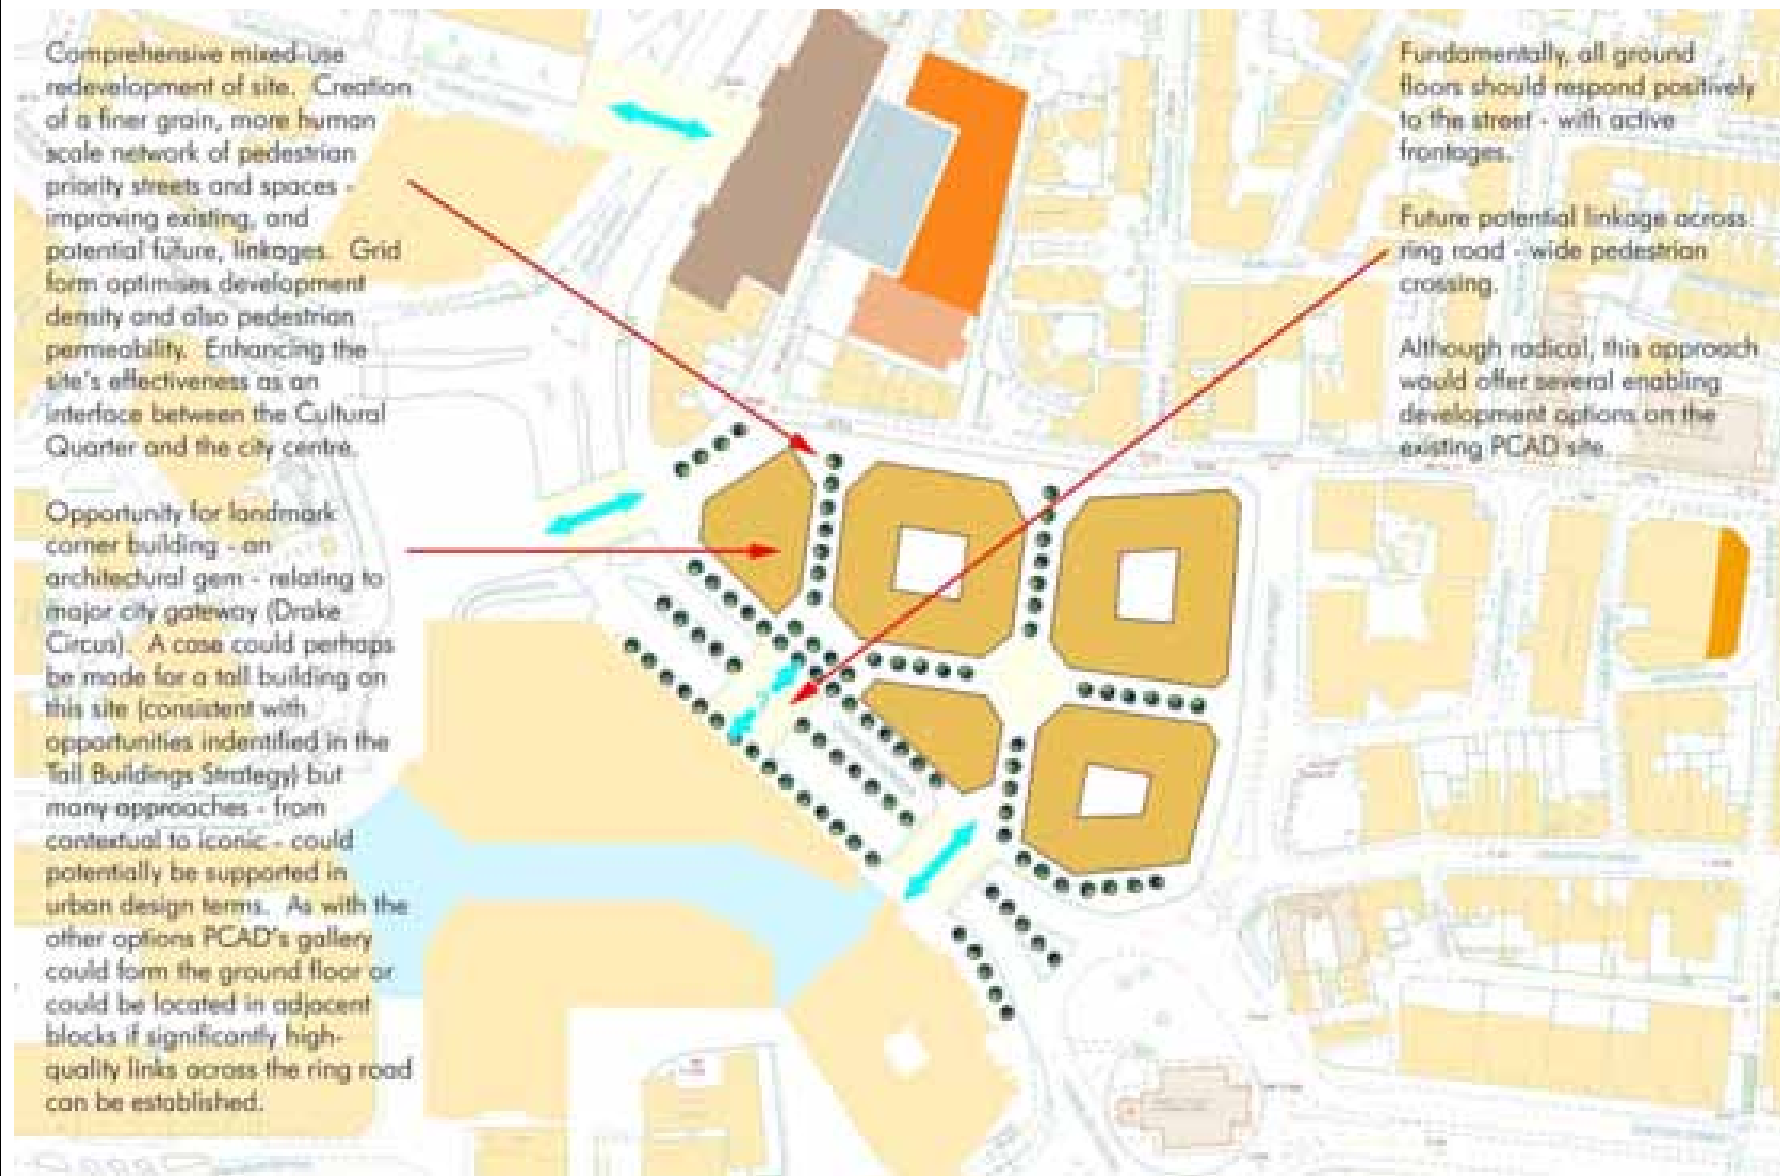 Comprehensive mixed-use
redevelopment of site. Creation
of a finer grain, more human
scale network of pedestrian
priority streets and spaces -
improving existing, and
potential future, linkages. Grid
form optimises development
density and also pedestrian
permeability. Enhancing the
site's effectiveness as an
interface between the Cultural
Quarter and the city centre.
Opportunity for landmark
corner building - an
architectural gem - relating to
major city gateway (Drake
Circus). A case could perhaps
be made for a tall building on
this site (consistent with
opportunities indentified in the
Tall Buildings Strategy) but
many approaches - from
contextual to iconic - could
potentially be supported in
urban design terms. As with the
other options PCAD's gallery
could form the ground floor or
could be located in adjacent
blocks if significantly high-
quality links across the ring road
can be established.
Fundamentally, all ground
floors should respond positively
to the street - with active
frontages.
Future potential linkage across
ring road - wide pedestrian
crossing.
Although radical, this approach
would offer several enabling
development options on the
existing PCAD site.